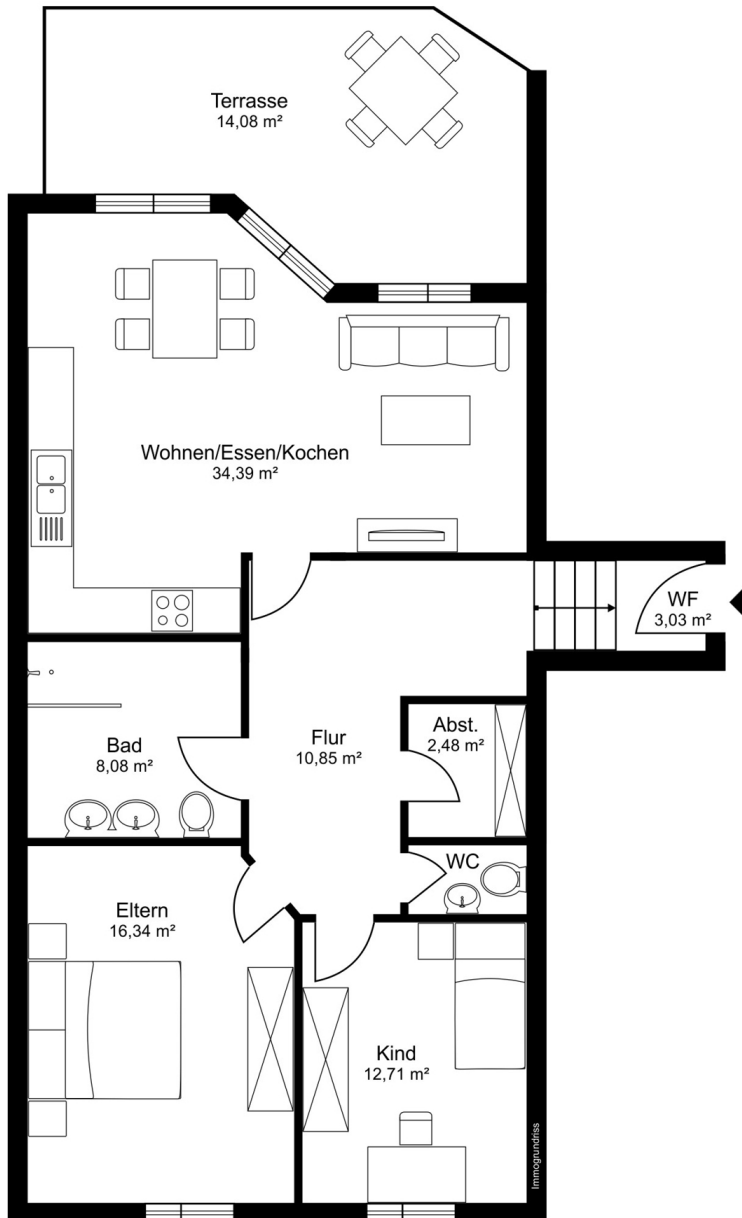 Terrasse
14,08 m²
Wohnen/Essen/Kochen
34,39 m²
WF
3,03 m²
Flur
10,85 m²
Abst.
2,48 m²
Bad
8,08 m²
WC
Eltern
16,34 m²
Kind
12,71 m²
Immogrundriss